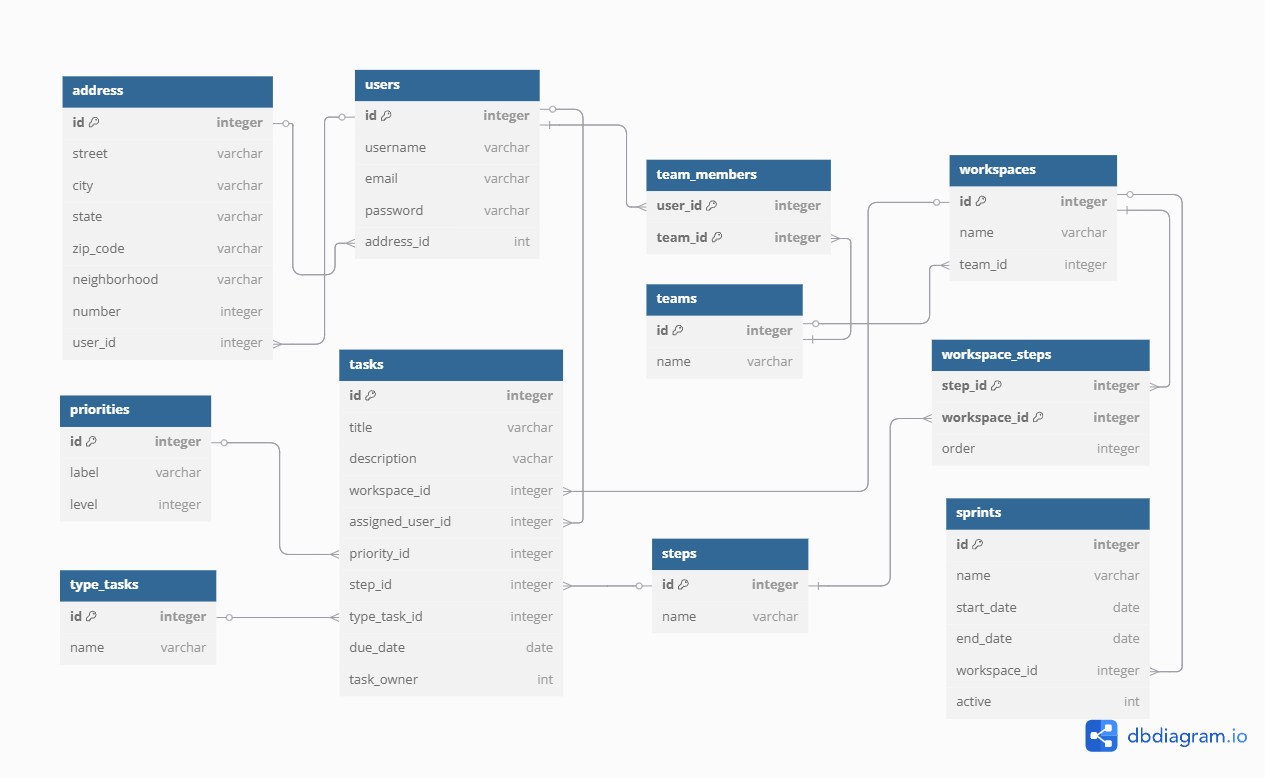 address
id integer
street varchar
city varchar
state varchar
zip_code varchar
neighborhood varchar
number integer
user_id integer
users
id integer
username varchar
email varchar
password varchar
address_id int
team_members
user_id integer
team_id integer
workspaces
id integer
name varchar
team_id integer
teams
id integer
name varchar
workspace_steps
step_id integer
workspace_id integer
order integer
tasks
id integer
title varchar
description vachar
workspace_id integer
assigned_user_id integer
priority_id integer
step_id integer
type_task_id integer
due_date date
task_owner int
priorities
id integer
label varchar
level integer
type_tasks
id integer
name varchar
steps
id integer
name varchar
sprints
id integer
name varchar
start_date date
end_date date
workspace_id integer
active int
dbdiagram.io